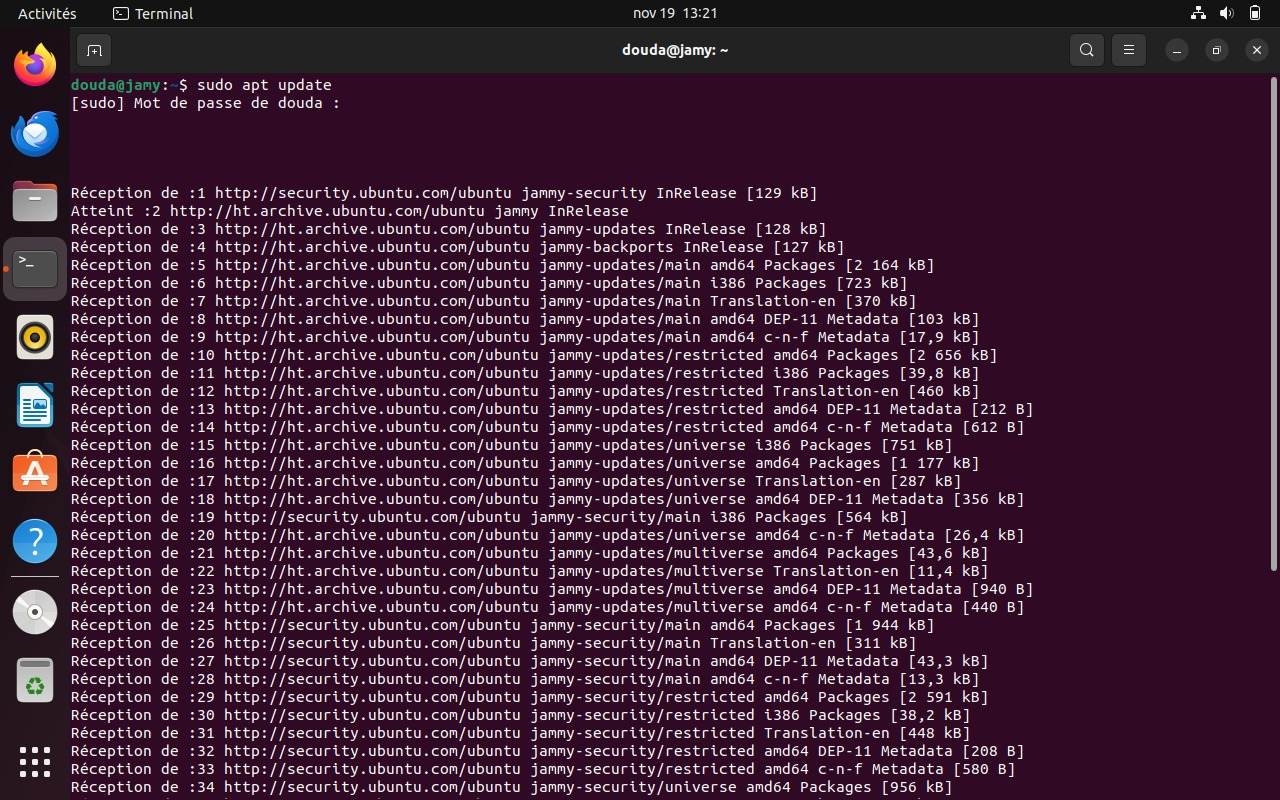 Activités
Terminal
nov 19 13:21
douda@jamy: ~
douda@jamy:~$ sudo apt update
[sudo] Mot de passe de douda :
Réception de :1 http://security.ubuntu.com/ubuntu jammy-security InRelease [129 kB]
Atteint :2 http://ht.archive.ubuntu.com/ubuntu jammy InRelease
Réception de :3 http://ht.archive.ubuntu.com/ubuntu jammy-updates InRelease [128 kB]
Réception de :4 http://ht.archive.ubuntu.com/ubuntu jammy-backports InRelease [127 kB]
Réception de :5 http://ht.archive.ubuntu.com/ubuntu jammy-updates/main amd64 Packages [2 164 kB]
Réception de :6 http://ht.archive.ubuntu.com/ubuntu jammy-updates/main i386 Packages [723 kB]
Réception de :7 http://ht.archive.ubuntu.com/ubuntu jammy-updates/main Translation-en [370 kB]
Réception de :8 http://ht.archive.ubuntu.com/ubuntu jammy-updates/main amd64 DEP-11 Metadata [103 kB]
Réception de :9 http://ht.archive.ubuntu.com/ubuntu jammy-updates/main amd64 c-n-f Metadata [17,9 kB]
Réception de :10 http://ht.archive.ubuntu.com/ubuntu jammy-updates/restricted amd64 Packages [2 656 kB]
Réception de :11 http://ht.archive.ubuntu.com/ubuntu jammy-updates/restricted i386 Packages [39,8 kB]
Réception de :12 http://ht.archive.ubuntu.com/ubuntu jammy-updates/restricted Translation-en [460 kB]
Réception de :13 http://ht.archive.ubuntu.com/ubuntu jammy-updates/restricted amd64 DEP-11 Metadata [212 B]
Réception de :14 http://ht.archive.ubuntu.com/ubuntu jammy-updates/restricted amd64 c-n-f Metadata [612 B]
Réception de :15 http://ht.archive.ubuntu.com/ubuntu jammy-updates/universe i386 Packages [751 kB]
Réception de :16 http://ht.archive.ubuntu.com/ubuntu jammy-updates/universe amd64 Packages [1 177 kB]
Réception de :17 http://ht.archive.ubuntu.com/ubuntu jammy-updates/universe Translation-en [287 kB]
Réception de :18 http://ht.archive.ubuntu.com/ubuntu jammy-updates/universe amd64 DEP-11 Metadata [356 kB]
Réception de :19 http://security.ubuntu.com/ubuntu jammy-security/main i386 Packages [564 kB]
Réception de :20 http://ht.archive.ubuntu.com/ubuntu jammy-updates/universe amd64 c-n-f Metadata [26,4 kB]
Réception de :21 http://ht.archive.ubuntu.com/ubuntu jammy-updates/multiverse amd64 Packages [43,6 kB]
Réception de :22 http://ht.archive.ubuntu.com/ubuntu jammy-updates/multiverse Translation-en [11,4 kB]
Réception de :23 http://ht.archive.ubuntu.com/ubuntu jammy-updates/multiverse amd64 DEP-11 Metadata [940 B]
Réception de :24 http://ht.archive.ubuntu.com/ubuntu jammy-updates/multiverse amd64 c-n-f Metadata [440 B]
Réception de :25 http://security.ubuntu.com/ubuntu jammy-security/main amd64 Packages [1 944 kB]
Réception de :26 http://security.ubuntu.com/ubuntu jammy-security/main Translation-en [311 kB]
Réception de :27 http://security.ubuntu.com/ubuntu jammy-security/main amd64 DEP-11 Metadata [43,3 kB]
Réception de :28 http://security.ubuntu.com/ubuntu jammy-security/main amd64 c-n-f Metadata [13,3 kB]
Réception de :29 http://security.ubuntu.com/ubuntu jammy-security/restricted amd64 Packages [2 591 kB]
Réception de :30 http://security.ubuntu.com/ubuntu jammy-security/restricted i386 Packages [38,2 kB]
Réception de :31 http://security.ubuntu.com/ubuntu jammy-security/restricted Translation-en [448 kB]
Réception de :32 http://security.ubuntu.com/ubuntu jammy-security/restricted amd64 DEP-11 Metadata [208 B]
Réception de :33 http://security.ubuntu.com/ubuntu jammy-security/restricted amd64 c-n-f Metadata [580 B]
Réception de :34 http://security.ubuntu.com/ubuntu jammy-security/universe amd64 Packages [956 kB]